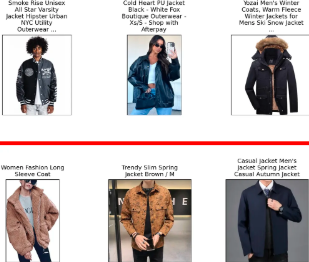 Smoke Rise Unisex
All Star Varsity
Jacket Hipster Urban
NYC Utility
Outerwear ...
Cold Heart PU Jacket
Black - White Fox
Boutique Outerwear -
Xs/S - Shop with
Afterpay
Yozai Men's Winter
Coats, Warm Fleece
Winter Jackets for
Mens Ski Snow Jacket
...
Women Fashion Long
Sleeve Coat
Trendy Slim Spring
Jacket Brown / M
Casual Jacket Men's
Jacket Spring Jacket
Casual Autumn Jacket